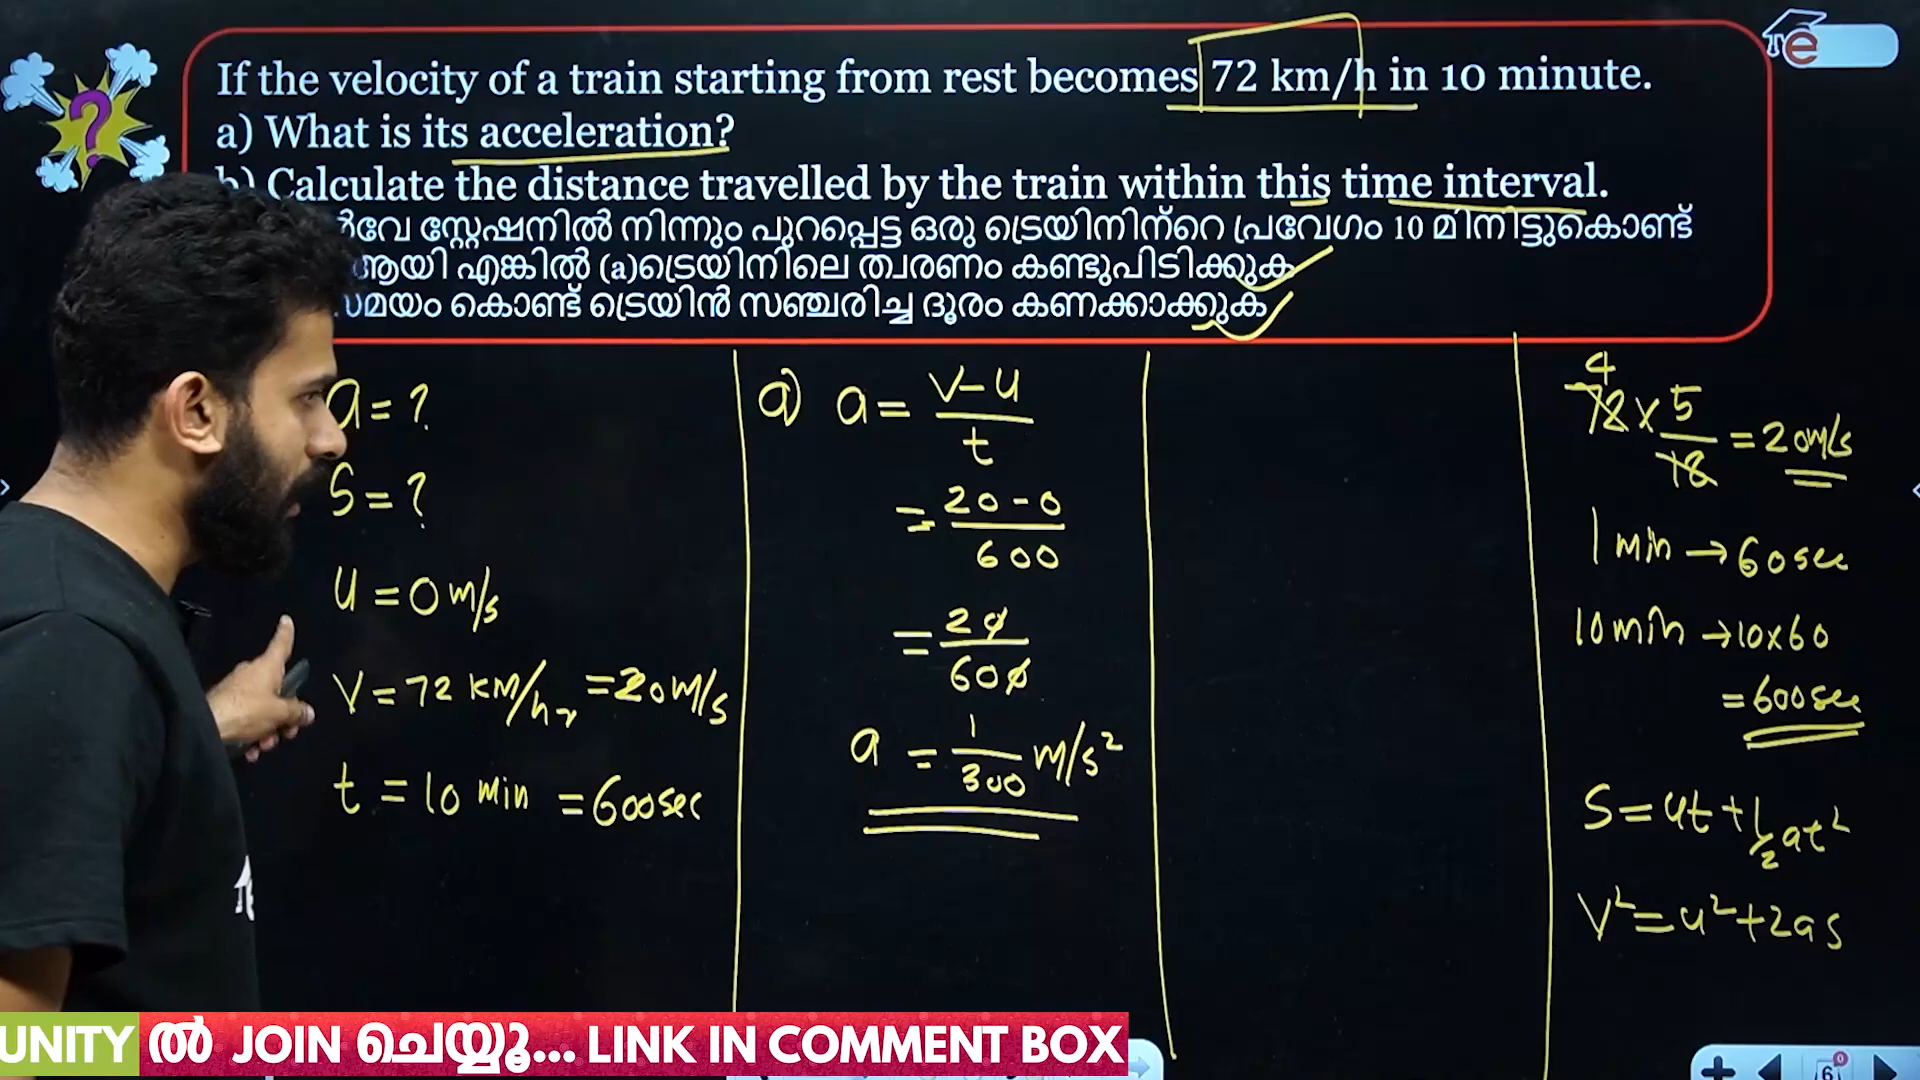 If the velocity of a train starting from rest becomes 72 km/h in 10 minute.
a) What is its acceleration?
b) Calculate the distance travelled by the train within this time interval.
സ്റ്റേഷനിൽ നിന്നും പുറപ്പെട്ട ഒരു ട്രെയിനിന്റെ പ്രവേഗം 10 മിനിട്ടുകൊണ്ട്
ആയി എങ്കിൽ (a)ട്രെയിനിലെ ത്വരണം കണ്ടുപിടിക്കുക
സമയം കൊണ്ട് ട്രെയിൻ സഞ്ചരിച്ച ദൂരം കണക്കാക്കുക
a = ?
S = ?
u = 0 m/s
v = 72 km/hr = 20 m/s
t = 10 min = 600 sec
a) a = v-u / t
= 20-0 / 600
= 20 / 600
a = 1/300 m/s²
4
72 × 5/18 = 20 m/s
1 min → 60 sec
10 min → 10×60
= 600 sec
S = ut + 1/2 at²
v² = u² + 2as
UNITY ൽ JOIN ചെയ്യൂ... LINK IN COMMENT BOX